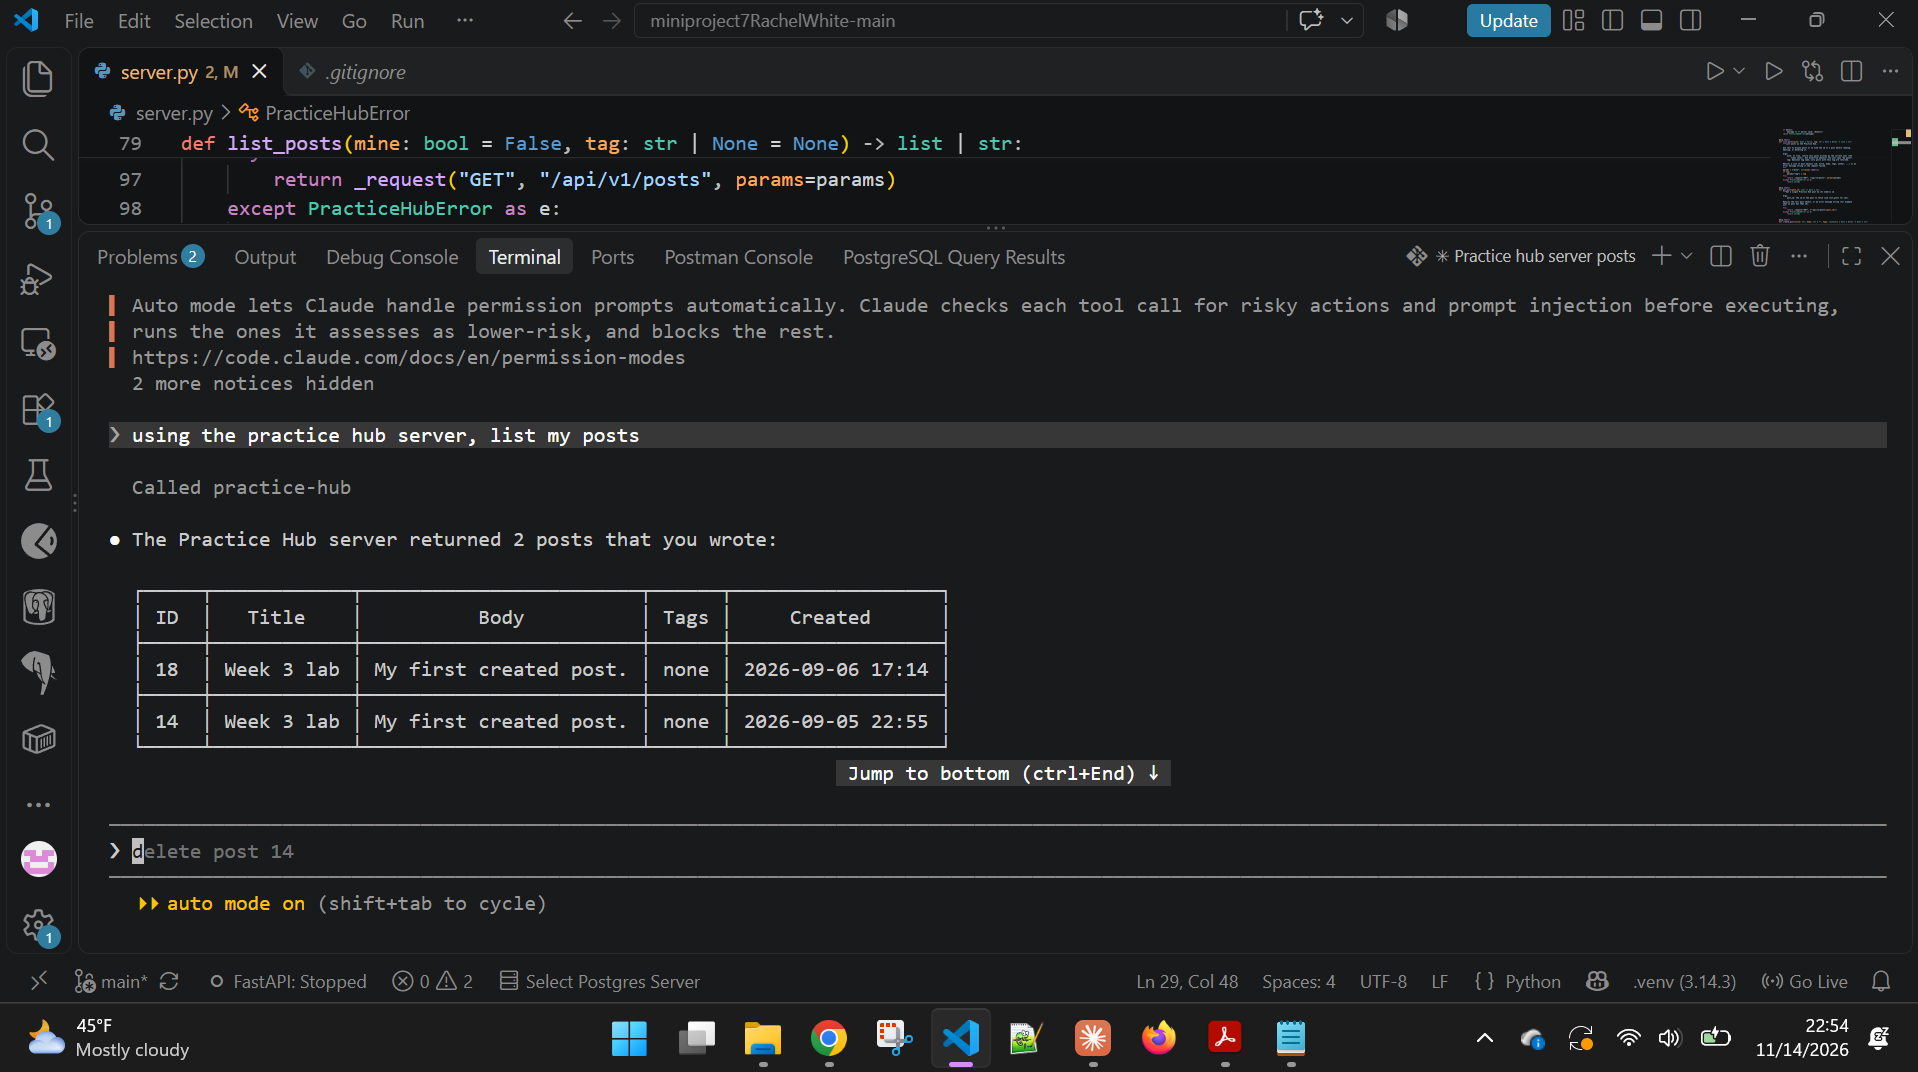 File Edit Selection View Go Run ...
miniproject7RachelWhite-main
Update
server.py 2, M
.gitignore
server.py > PracticeHubError
79 def list_posts(mine: bool = False, tag: str | None = None) -> list | str:
97 return _request("GET", "/api/v1/posts", params=params)
98 except PracticeHubError as e:
Problems 2 Output Debug Console Terminal Ports Postman Console PostgreSQL Query Results
✳ Practice hub server posts
Auto mode lets Claude handle permission prompts automatically. Claude checks each tool call for risky actions and prompt injection before executing,
runs the ones it assesses as lower-risk, and blocks the rest.
https://code.claude.com/docs/en/permission-modes
2 more notices hidden
❯ using the practice hub server, list my posts
Called practice-hub
● The Practice Hub server returned 2 posts that you wrote:
ID Title Body Tags Created
18 Week 3 lab My first created post. none 2026-09-06 17:14
14 Week 3 lab My first created post. none 2026-09-05 22:55
Jump to bottom (ctrl+End) ↓
❯ delete post 14
auto mode on (shift+tab to cycle)
1
1
1
main* FastAPI: Stopped 0 2 Select Postgres Server
Ln 29, Col 48 Spaces: 4 UTF-8 LF { } Python .venv (3.14.3) Go Live
45°F
Mostly cloudy
22:54
11/14/2026